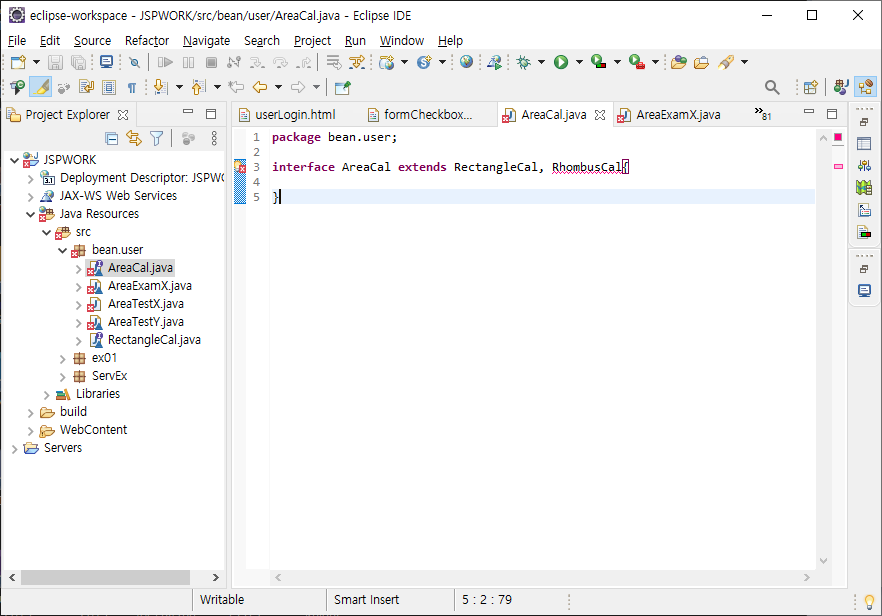 eclipse-workspace - JSPWORK/src/bean/user/AreaCal.java - Eclipse IDE
File Edit Source Refactor Navigate Search Project Run Window Help
Project Explorer
userLogin.html
formCheckbox...
AreaCal.java
AreaExamX.java
»81
JSPWORK
Deployment Descriptor: JSPWO
JAX-WS Web Services
Java Resources
src
bean.user
AreaCal.java
AreaExamX.java
AreaTestX.java
AreaTestY.java
RectangleCal.java
ex01
ServEx
Libraries
build
WebContent
Servers
1 package bean.user;
2
3 interface AreaCal extends RectangleCal, RhombusCal{
4
5 }
Writable
Smart Insert
5 : 2 : 79